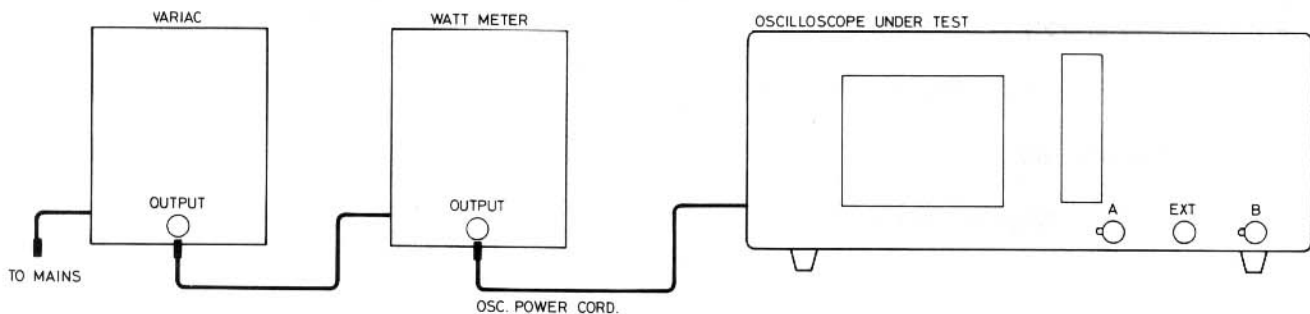 VARIAC
WATT METER
OSCILLOSCOPE UNDER TEST
OUTPUT
OUTPUT
A
EXT
B
TO MAINS
OSC. POWER CORD.